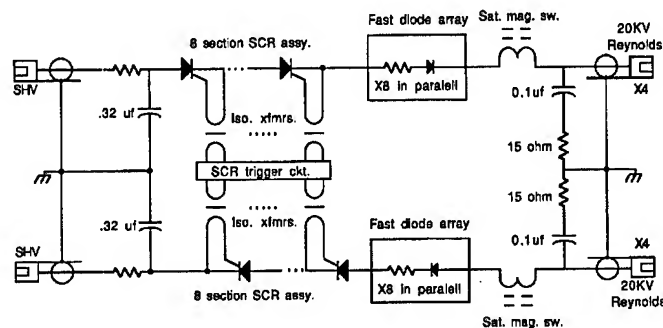 8 section SCR assy.
Fast diode array
Sat. mag. sw.
20KV
Reynolds
SHV
X8 in paralell
X4
.32 uf
Iso. xfmrs.
0.1uf
15 ohm
SCR trigger ckt.
15 ohm
.32 uf
Iso. xfmrs.
Fast diode array
0.1uf
SHV
X4
X8 in paralell
20KV
Reynolds
8 section SCR assy.
Sat. mag. sw.